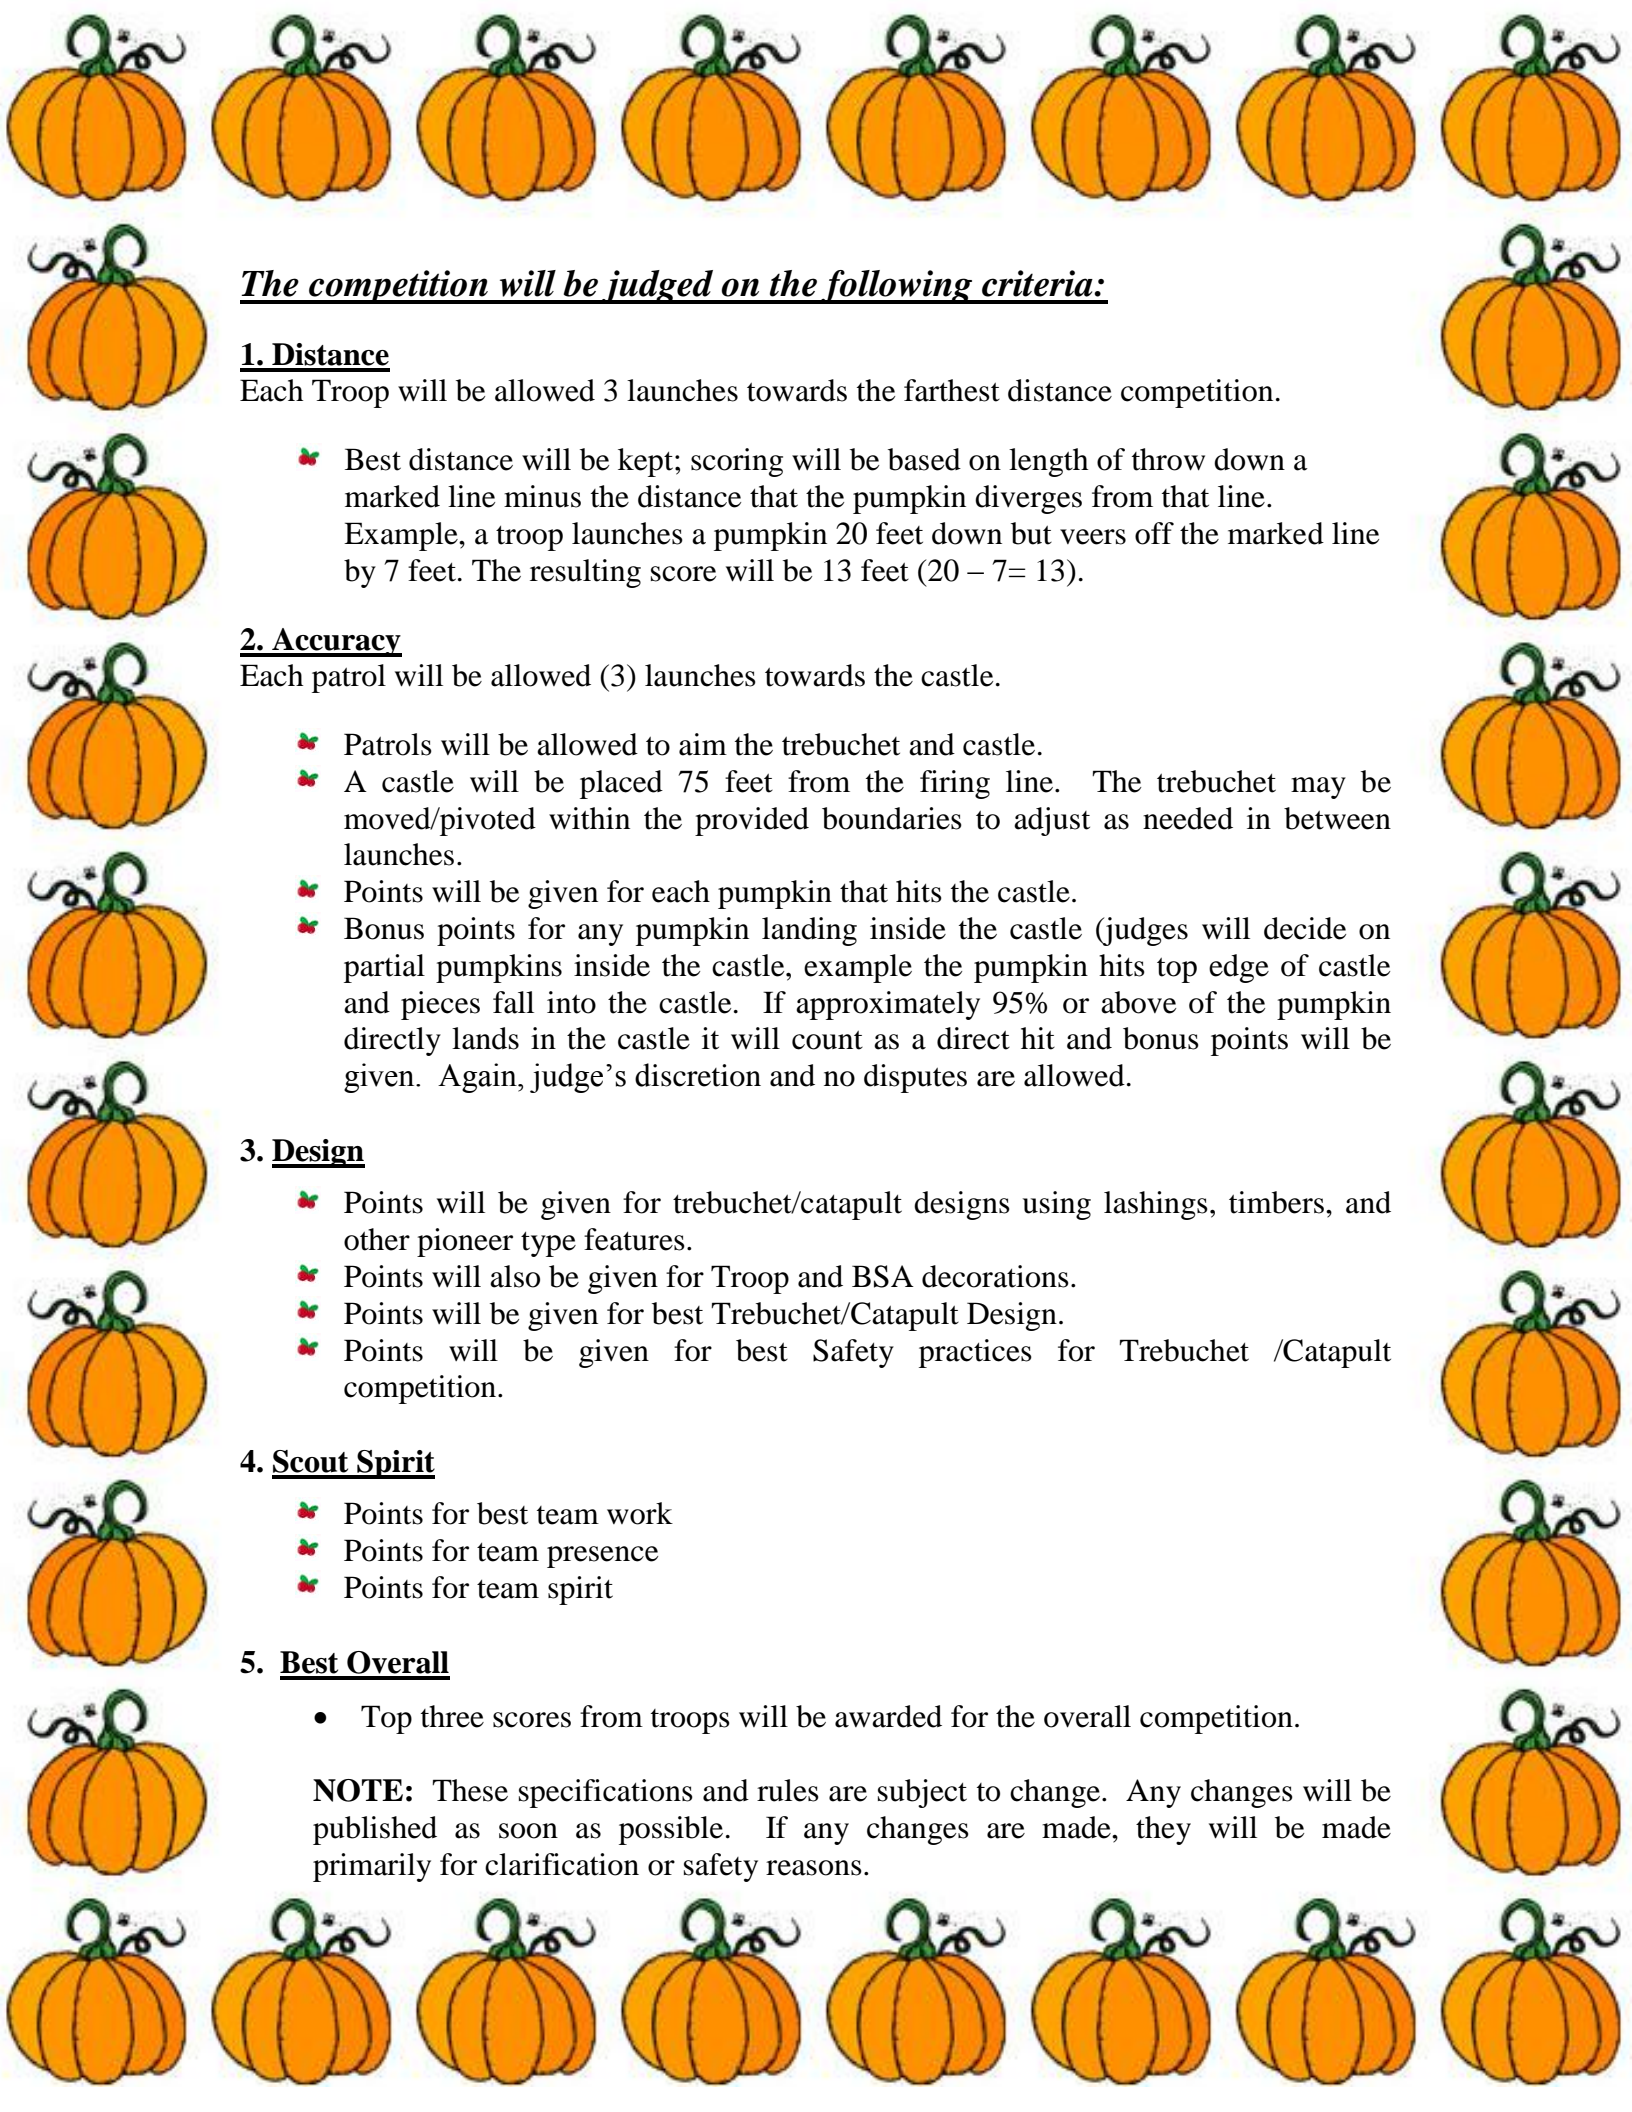 The competition will be judged on the following criteria:
1. Distance
Each Troop will be allowed 3 launches towards the farthest distance competition.
Best distance will be kept; scoring will be based on length of throw down a
marked line minus the distance that the pumpkin diverges from that line.
Example, a troop launches a pumpkin 20 feet down but veers off the marked line
by 7 feet. The resulting score will be 13 feet (20 – 7= 13).
2. Accuracy
Each patrol will be allowed (3) launches towards the castle.
Patrols will be allowed to aim the trebuchet and castle.
A castle will be placed 75 feet from the firing line. The trebuchet may be
moved/pivoted within the provided boundaries to adjust as needed in between
launches.
Points will be given for each pumpkin that hits the castle.
Bonus points for any pumpkin landing inside the castle (judges will decide on
partial pumpkins inside the castle, example the pumpkin hits top edge of castle
and pieces fall into the castle. If approximately 95% or above of the pumpkin
directly lands in the castle it will count as a direct hit and bonus points will be
given. Again, judge’s discretion and no disputes are allowed.
3. Design
Points will be given for trebuchet/catapult designs using lashings, timbers, and
other pioneer type features.
Points will also be given for Troop and BSA decorations.
Points will be given for best Trebuchet/Catapult Design.
Points will be given for best Safety practices for Trebuchet /Catapult
competition.
4. Scout Spirit
Points for best team work
Points for team presence
Points for team spirit
5. Best Overall
• Top three scores from troops will be awarded for the overall competition.
NOTE: These specifications and rules are subject to change. Any changes will be
published as soon as possible. If any changes are made, they will be made
primarily for clarification or safety reasons.